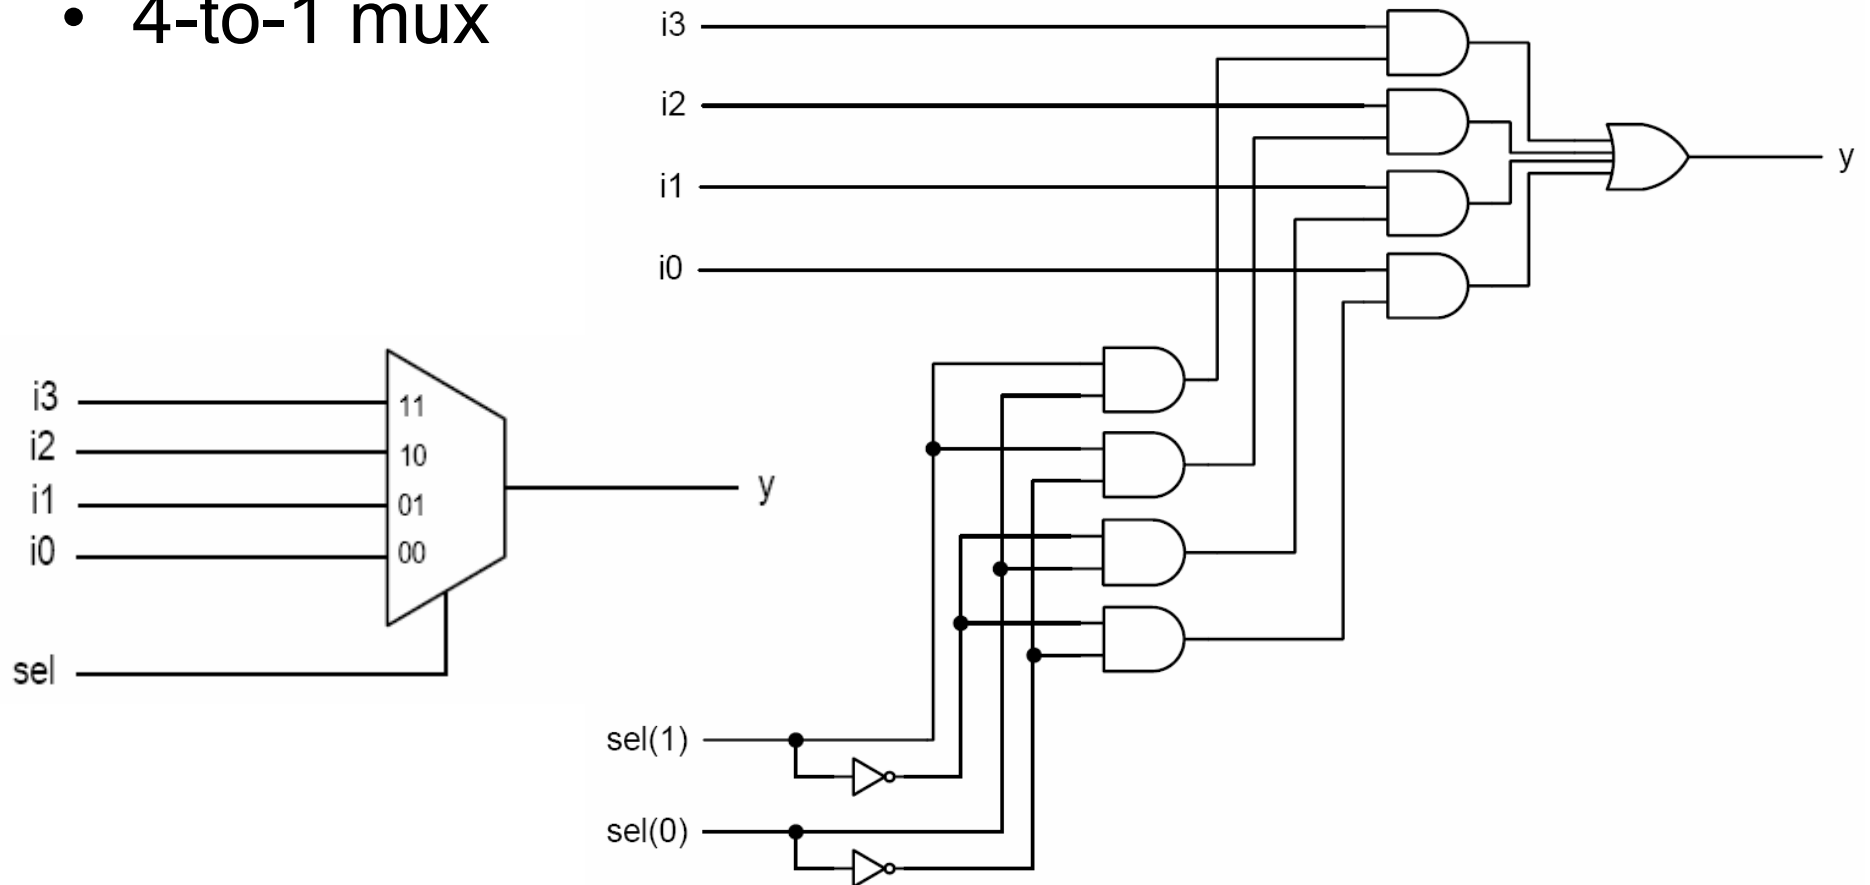 • 4-to-1 mux
i3
i2
i1
i0
y
i3
i2
i1
i0
11
10
01
00
y
sel
sel(1)
sel(0)